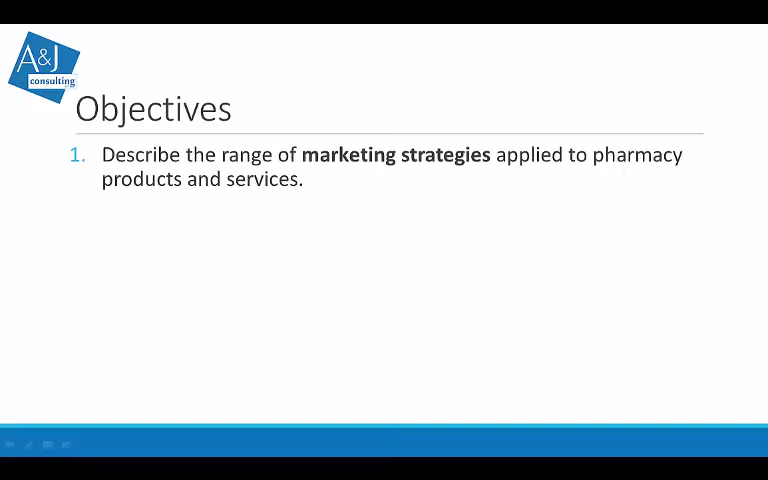 A&J
consulting
Objectives
1. Describe the range of marketing strategies applied to pharmacy
products and services.